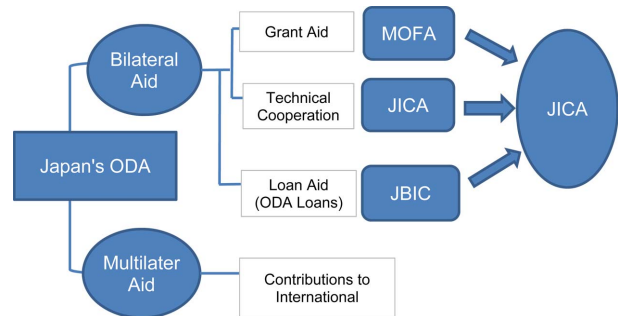 Grant Aid
MOFA
Bilateral
Aid
Technical
Cooperation
JICA
JICA
Japan's ODA
Loan Aid
(ODA Loans)
JBIC
Multilater
Aid
Contributions to
International